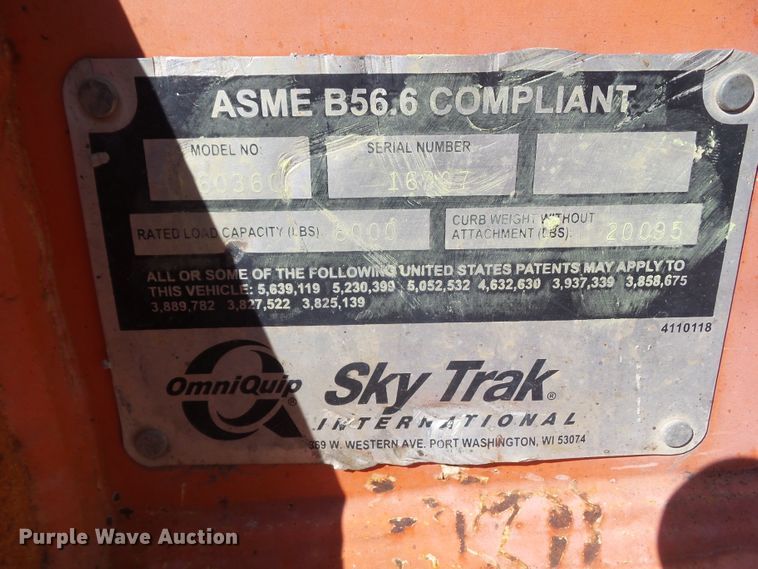 ASME B56.6 COMPLIANT
MODEL NO.
SERIAL NUMBER
RATED LOAD CAPACITY (LBS) 8000
CURB WEIGHT WITHOUT
ATTACHMENT (LBS) 20095
ALL OR SOME OF THE FOLLOWING UNITED STATES PATENTS MAY APPLY TO
THIS VEHICLE: 5,639,119 5,230,399 5,052,532 4,632,630 3,937,339 3,858,675
3,889,782 3,827,522 3,825,139
4110118
OmniQuip® Sky Trak®
INTERNATIONAL
369 W. WESTERN AVE. PORT WASHINGTON, WI 53074
Purple Wave Auction®